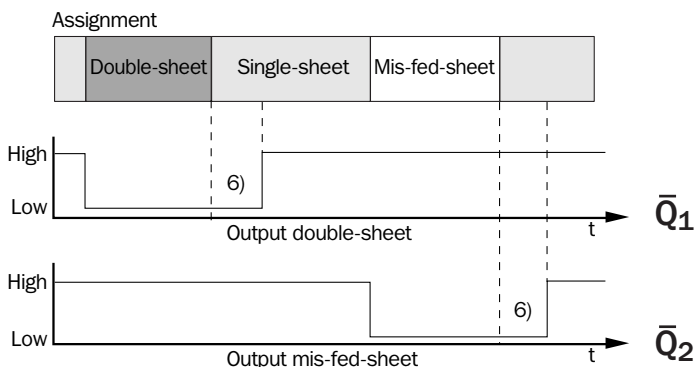 Assignment
Double-sheet Single-sheet Mis-fed-sheet
High
6)
Low
Output double-sheet t Q̅1
High
6)
Low
Output mis-fed-sheet t Q̅2